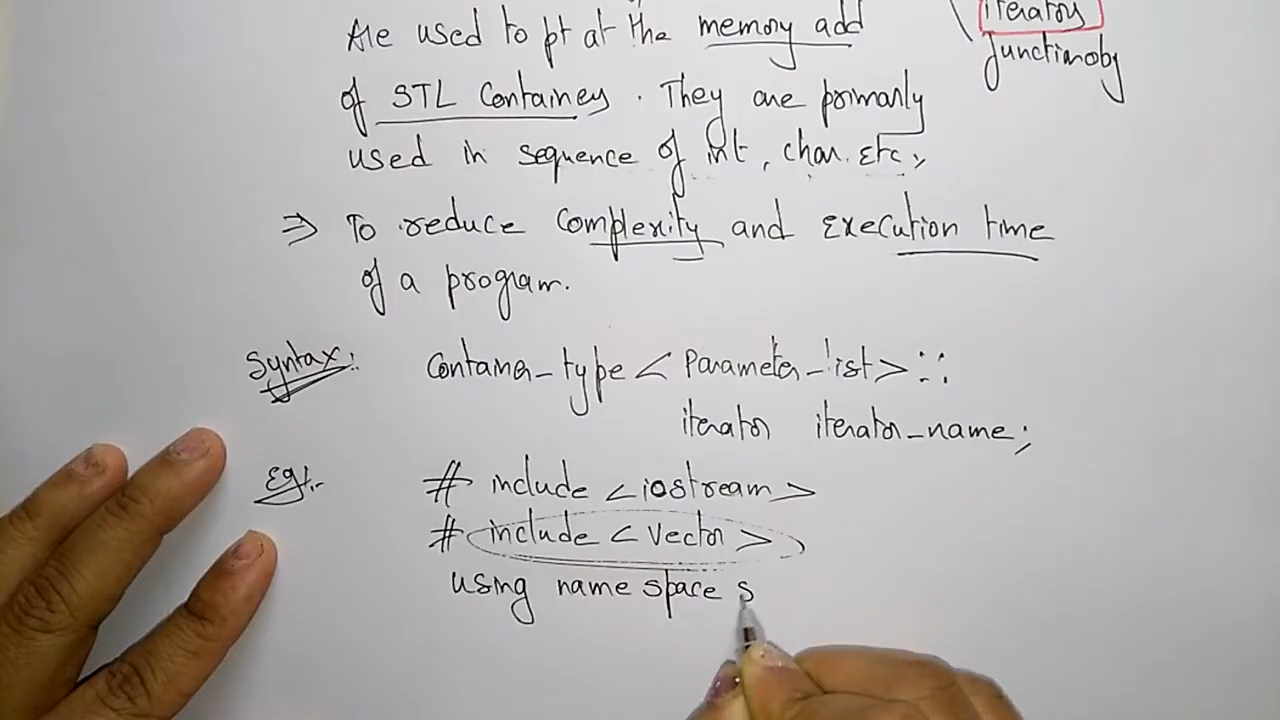 iterators
functionoby
Are used to pt at the memory add
of STL Containers. They are primarly
used in sequence of int, char. etc.,
⇒ To reduce Complexity and execution time
of a program.
Syntax: Container_type < Parameter_list > ::
iterator iterator_name;
Eg:- # include <iostream>
# include < Vector >
using name space s